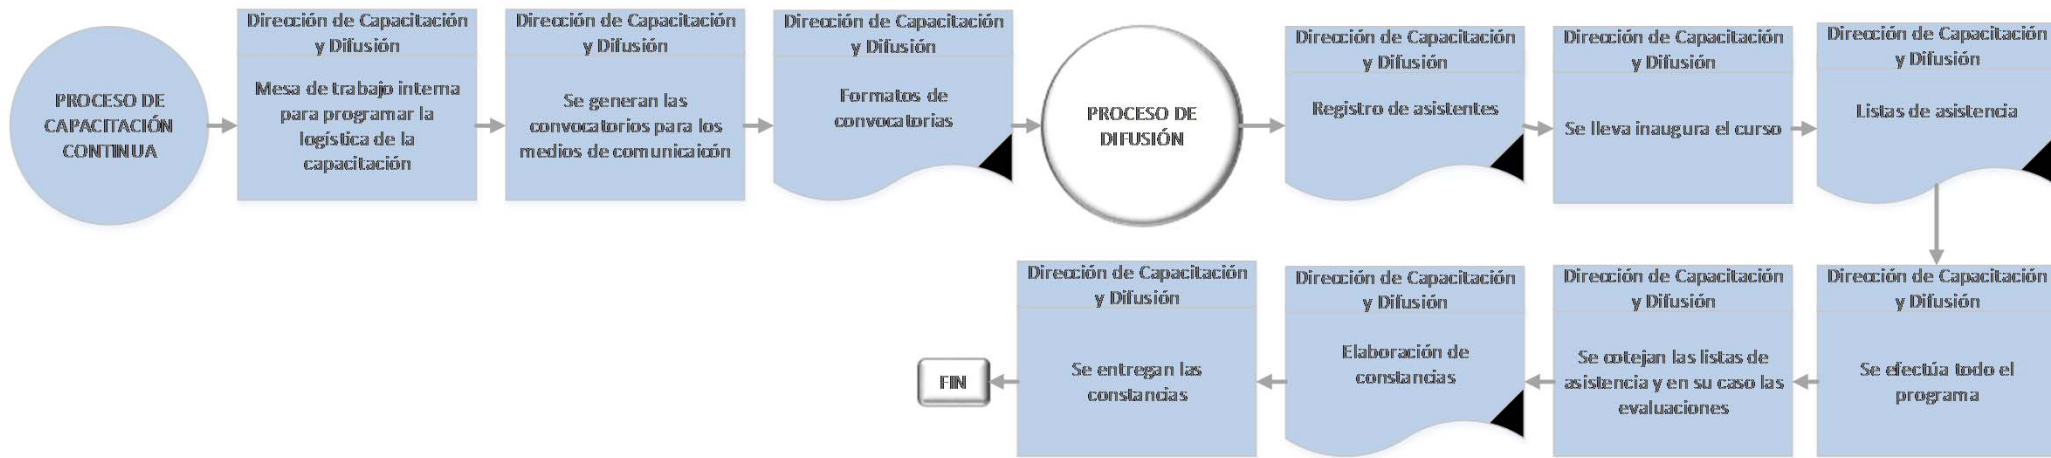 PROCESO DE
CAPACITACIÓN
CONTINUA
Dirección de Capacitación
y Difusión
Mesa de trabajo interna
para programar la
logística de la
capacitación
Dirección de Capacitación
y Difusión
Se generan las
convocatorios para los
medios de comunicaicón
Dirección de Capacitación
y Difusión
Formatos de
convocatorias
PROCESO DE
DIFUSIÓN
Dirección de Capacitación
y Difusión
Registro de asistentes
Dirección de Capacitación
y Difusión
Se lleva inaugura el curso
Dirección de Capacitación
y Difusión
Listas de asistencia
Dirección de Capacitación
y Difusión
Se efectúa todo el
programa
Dirección de Capacitación
y Difusión
Se cotejan las listas de
asistencia y en su caso las
evaluaciones
Dirección de Capacitación
y Difusión
Elaboración de
constancias
Dirección de Capacitación
y Difusión
Se entregan las
constancias
FIN